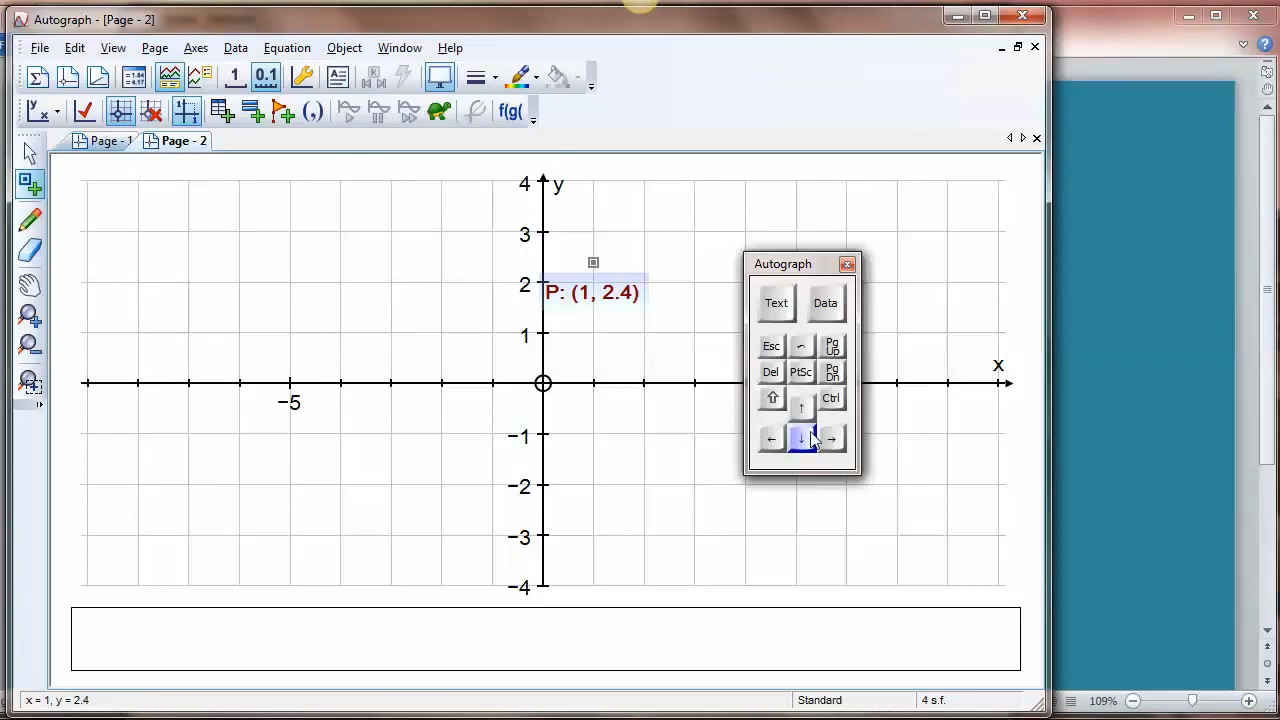 Autograph - [Page - 2]
File Edit View Page Axes Data Equation Object Window Help
1 0.1
f(g(
Page - 1 Page - 2
4 y
3
2
P: (1, 2.4)
1
x
−5
−1
−2
−3
−4
Autograph
Text Data
Esc Pg Up
Del PtSc Pg Dn
Ctrl
x = 1, y = 2.4 Standard 4 s.f. 109%